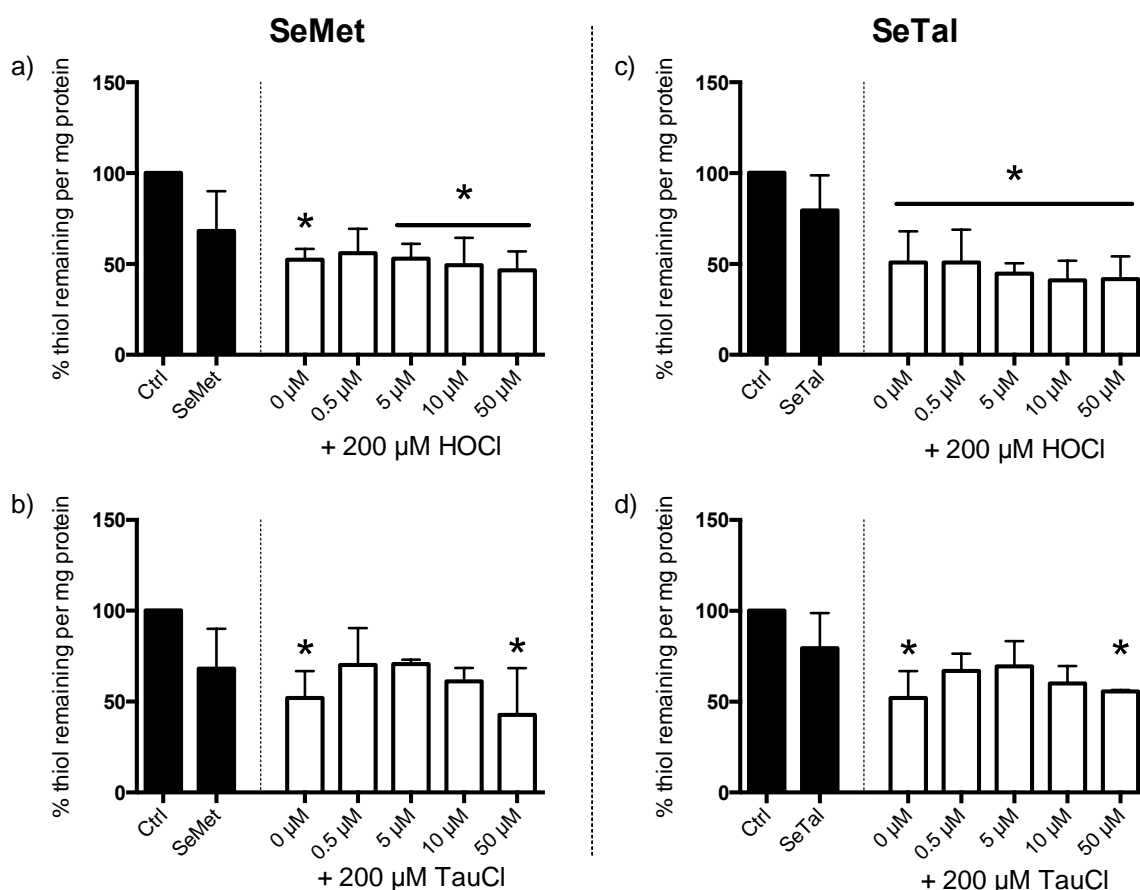 SeMet
a)
% thiol remaining per mg protein
150
100
50
0
*
*
Ctrl
SeMet
0 µM
0.5 µM
5 µM
10 µM
50 µM
+ 200 µM HOCl
b)
% thiol remaining per mg protein
150
100
50
0
*
*
Ctrl
SeMet
0 µM
0.5 µM
5 µM
10 µM
50 µM
+ 200 µM TauCl
SeTal
c)
% thiol remaining per mg protein
150
100
50
0
*
Ctrl
SeTal
0 µM
0.5 µM
5 µM
10 µM
50 µM
+ 200 µM HOCl
d)
% thiol remaining per mg protein
150
100
50
0
*
*
Ctrl
SeTal
0 µM
0.5 µM
5 µM
10 µM
50 µM
+ 200 µM TauCl